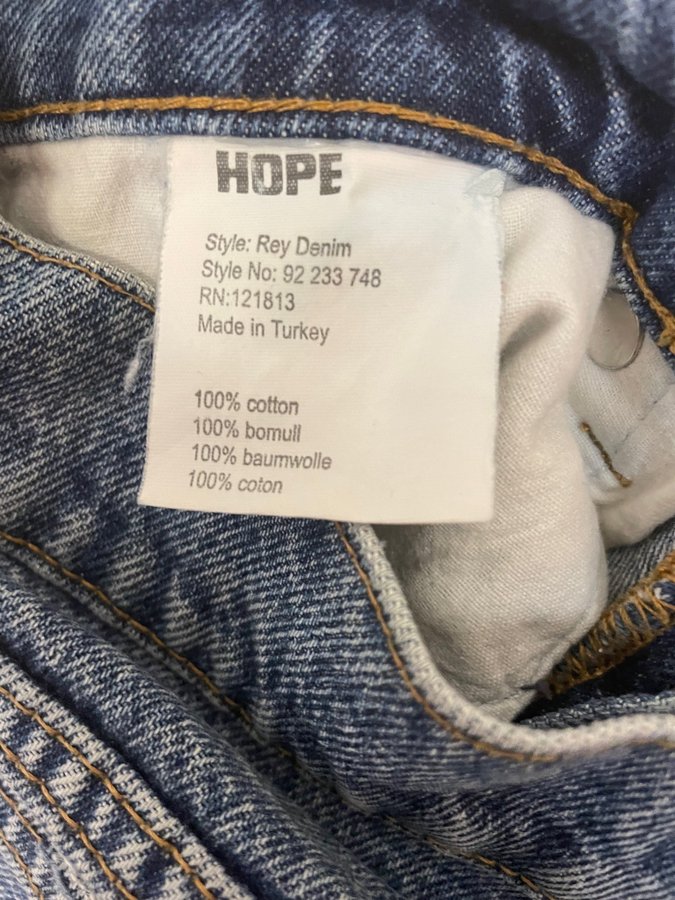 HOPE
Style: Rey Denim
Style No: 92 233 748
RN:121813
Made in Turkey
100% cotton
100% bomull
100% baumwolle
100% coton